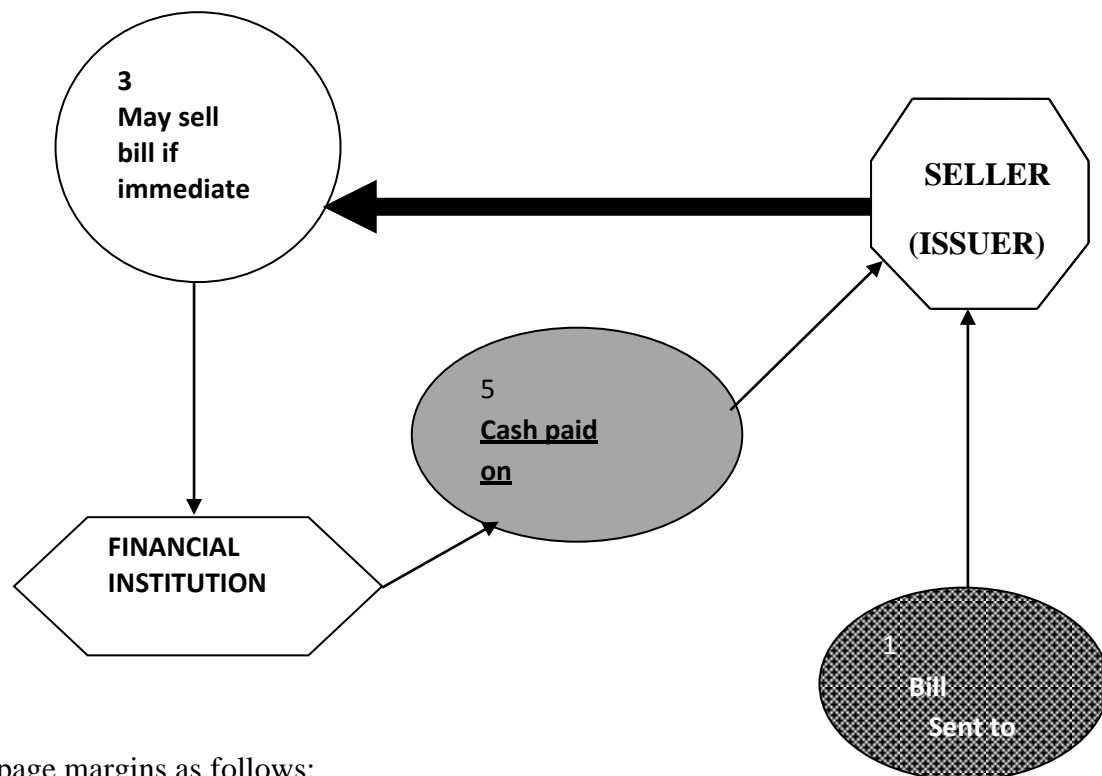 3
May sell
bill if
immediate
SELLER
(ISSUER)
5
Cash paid
on
FINANCIAL
INSTITUTION
1
Bill
Sent to
page margins as follows: